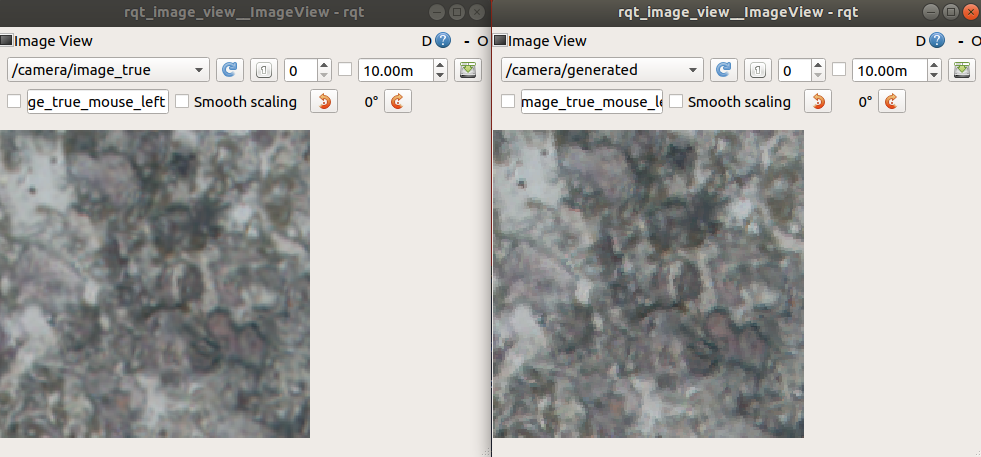 rqt_image_view__ImageView - rqt
Image View
D - O
/camera/image_true
0
10.00m
ge_true_mouse_left
Smooth scaling
0°
rqt_image_view__ImageView - rqt
Image View
D - O
/camera/generated
0
10.00m
mage_true_mouse_le
Smooth scaling
0°